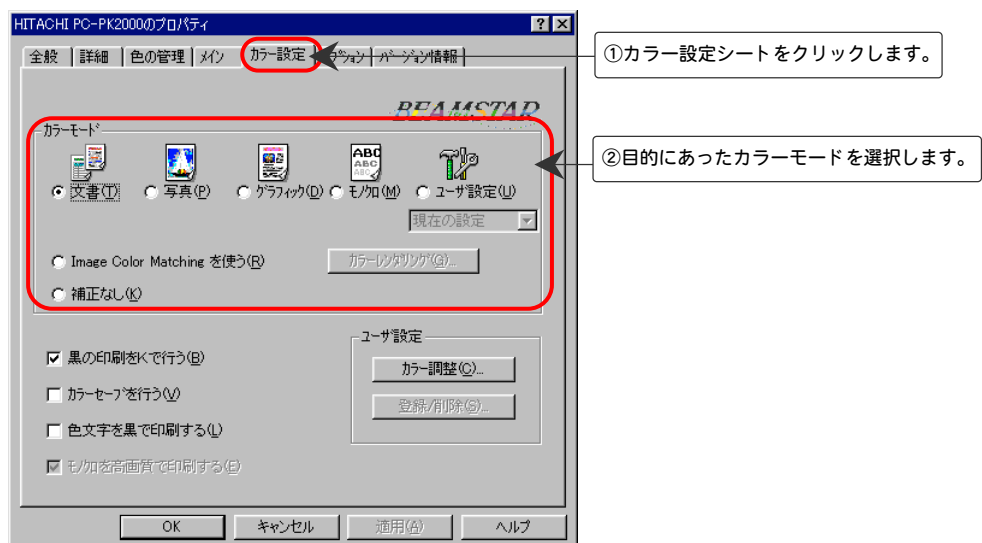 HITACHI PC-PK2000のプロパティ
全般 詳細 色の管理 メイン カラー設定 オプション バージョン情報
①カラー設定シートをクリックします。
BEAMSTAR
カラーモード
ABC
ABC
ABC
②目的にあったカラーモードを選択します。
文書(T) 写真(P) グラフィック(D) モノクロ(M) ユーザ設定(U)
現在の設定
Image Color Matching を使う(R) カラーレンダリング(G)...
補正なし(K)
ユーザ設定
黒の印刷をKで行う(B)
カラー調整(C)...
カラーセーブを行う(V)
登録/削除(S)...
色文字を黒で印刷する(L)
モノクロを高画質で印刷する(E)
OK キャンセル 適用(A) ヘルプ